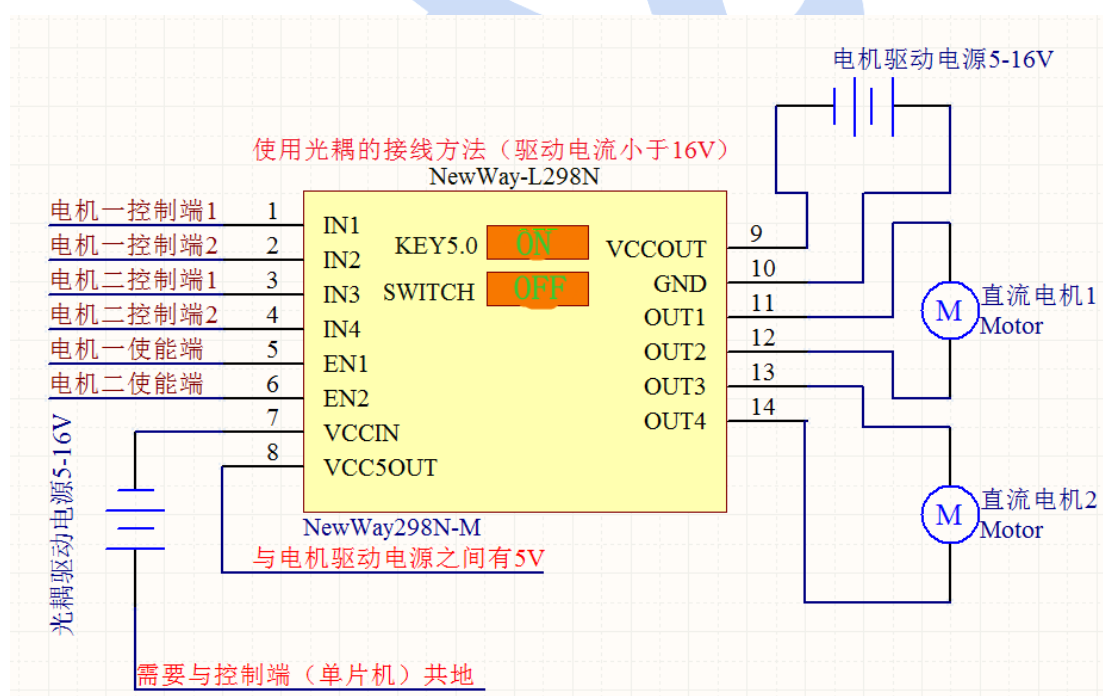 电机驱动电源5-16V
使用光耦的接线方法（驱动电流小于16V）
NewWay-L298N
电机一控制端1
1
IN1
电机一控制端2
2
IN2
电机二控制端1
3
IN3
电机二控制端2
4
IN4
电机一使能端
5
EN1
电机二使能端
6
EN2
7
VCCIN
8
VCC5OUT
KEY5.0
ON
SWITCH
OFF
VCCOUT
9
GND
10
OUT1
11
OUT2
12
OUT3
13
OUT4
14
M
直流电机1
Motor
M
直流电机2
Motor
光耦驱动电源5-16V
NewWay298N-M
与电机驱动电源之间有5V
需要与控制端（单片机）共地